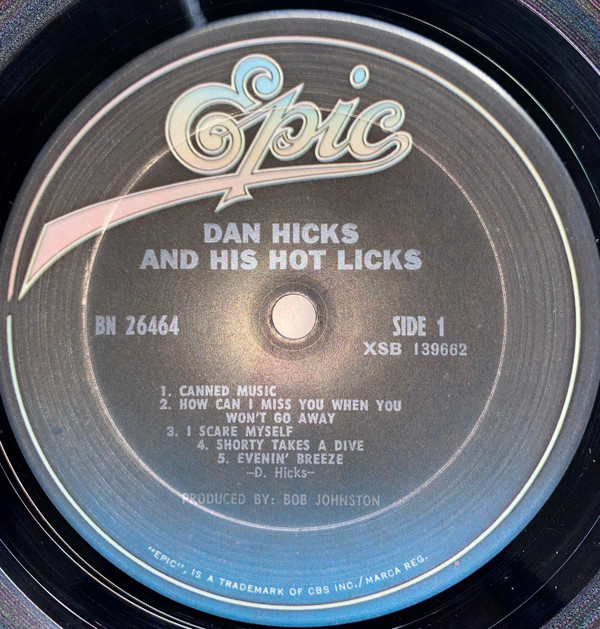 Epic
DAN HICKS
AND HIS HOT LICKS
BN 26464
SIDE 1
XSB 139662
1. CANNED MUSIC
2. HOW CAN I MISS YOU WHEN YOU
WON'T GO AWAY
3. I SCARE MYSELF
4. SHORTY TAKES A DIVE
5. EVENIN' BREEZE
–D. Hicks–
PRODUCED BY: BOB JOHNSTON
"EPIC", IS A TRADEMARK OF CBS INC./MARCA REG.